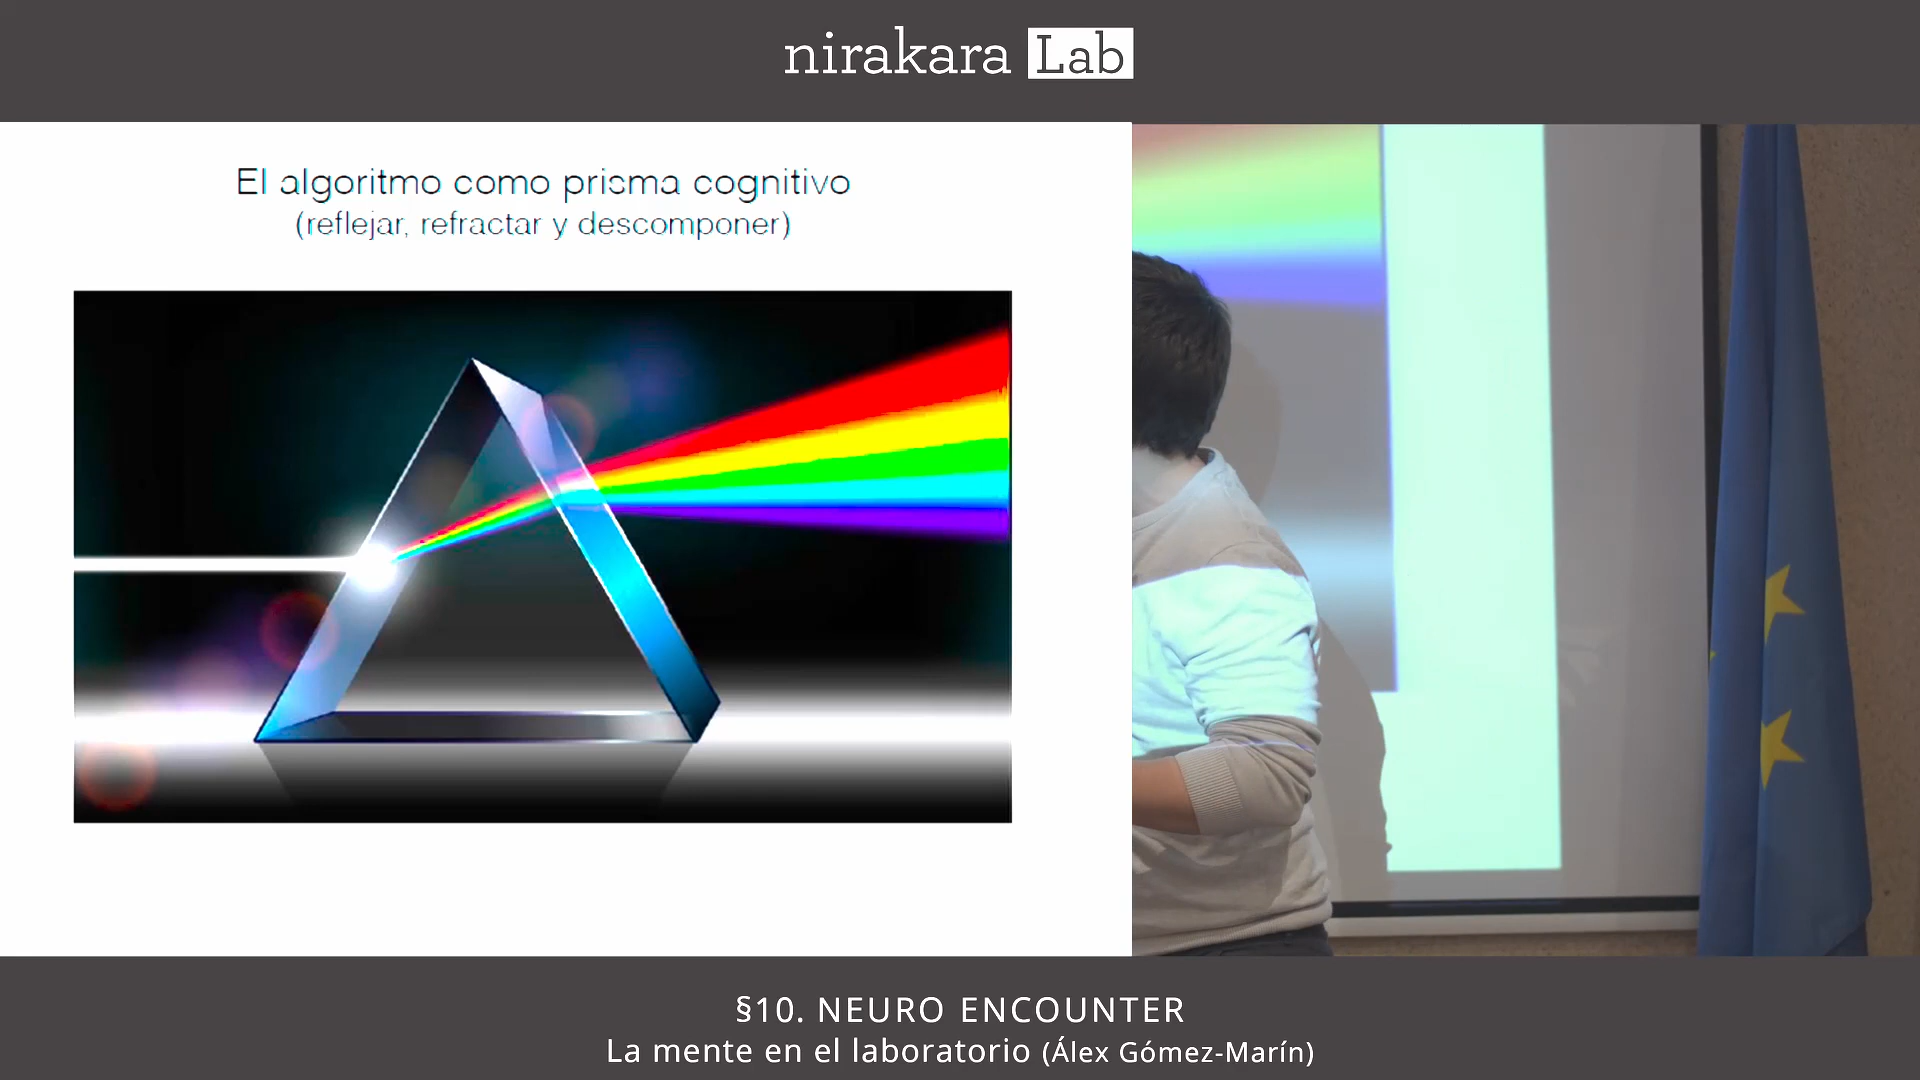 nirakara Lab
El algoritmo como prisma cognitivo
(reflejar, refractar y descomponer)
§10. NEURO ENCOUNTER
La mente en el laboratorio (Álex Gómez-Marín)